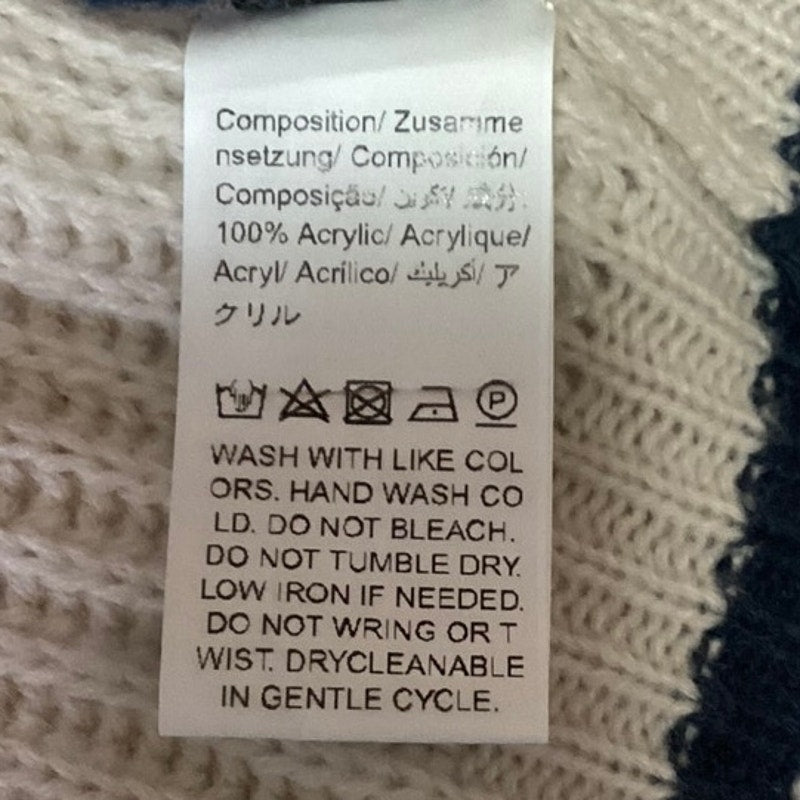 Composition/ Zusamme
nsetzung/ Composición/
Composição/
100% Acrylic/ Acrylique/
Acryl/ Acrílico/ أكريليك/ ア
クリル
P
WASH WITH LIKE COL
ORS. HAND WASH CO
LD. DO NOT BLEACH.
DO NOT TUMBLE DRY.
LOW IRON IF NEEDED.
DO NOT WRING OR T
WIST. DRYCLEANABLE
IN GENTLE CYCLE.